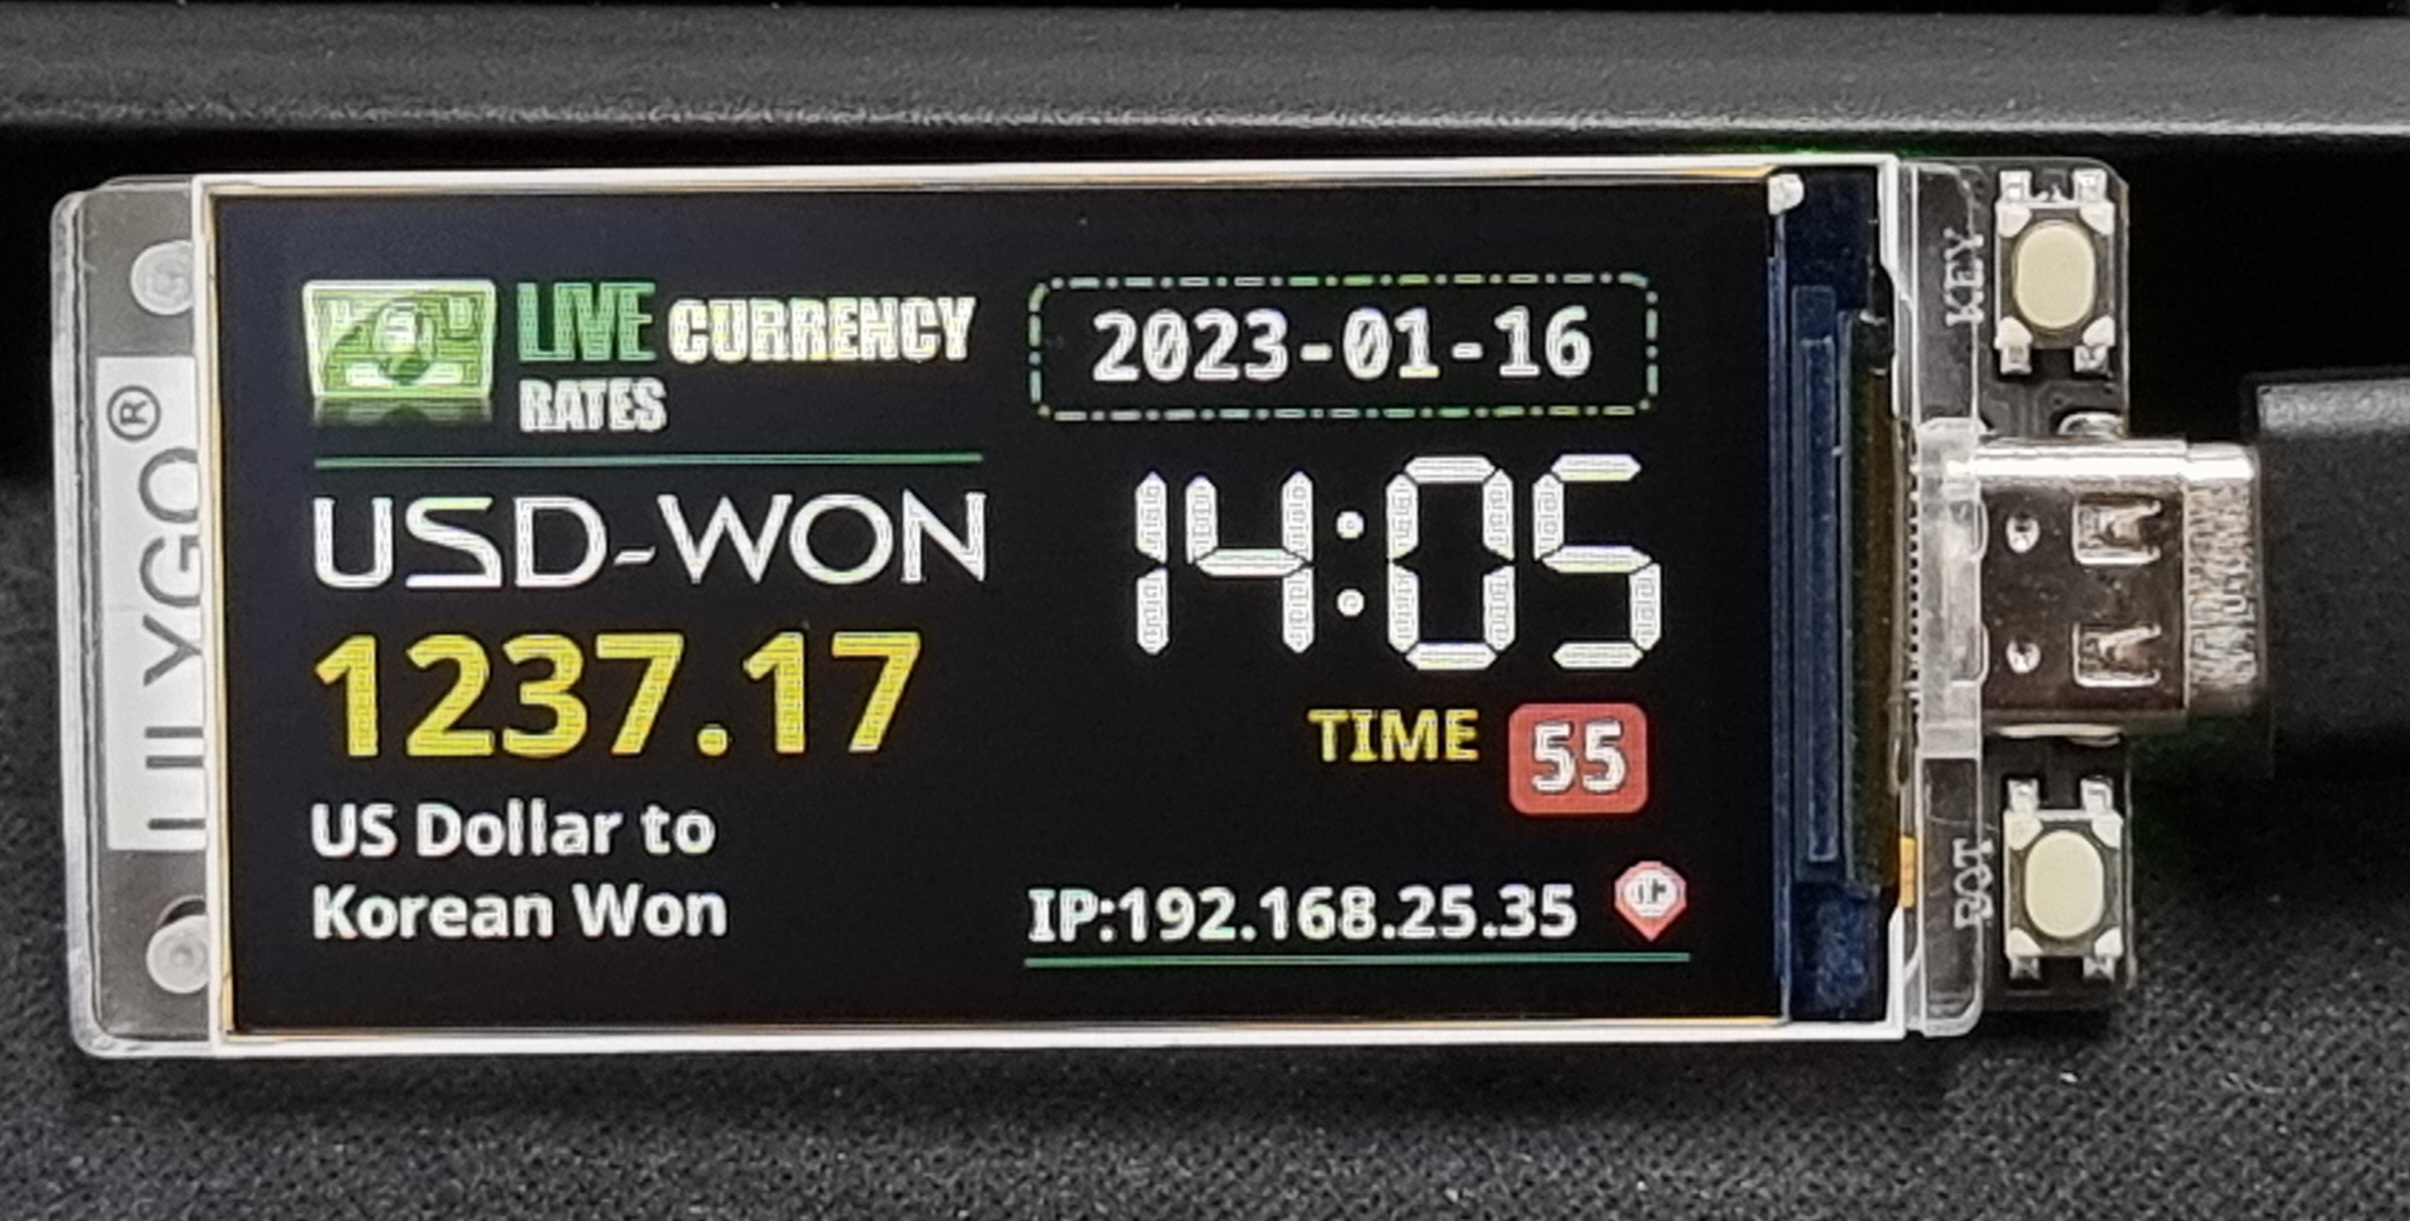 LILYGO®
LIVE CURRENCY
RATES
USD-WON
1237.17
US Dollar to
Korean Won
2023-01-16
14:05
TIME 55
IP:192.168.25.35
IP
KEY
BOT